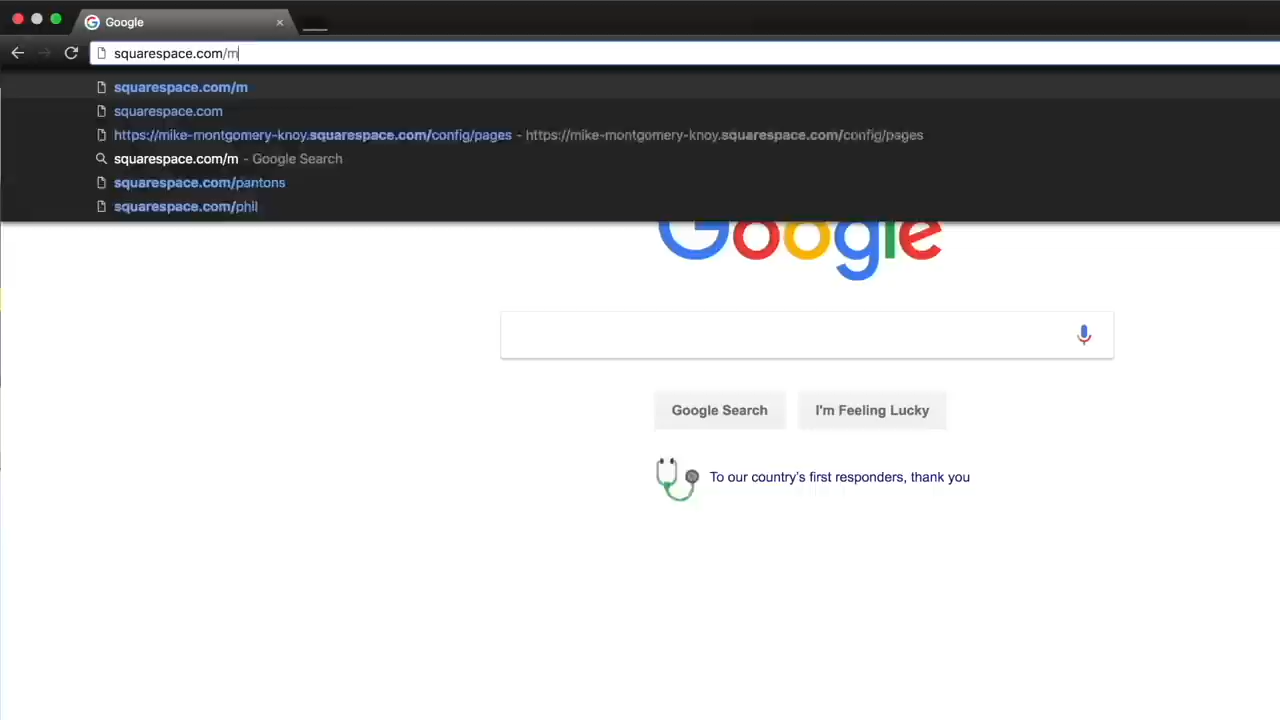 Google
squarespace.com/m
squarespace.com/m
squarespace.com
https://mike-montgomery-knoy.squarespace.com/config/pages - https://mike-montgomery-knoy.squarespace.com/config/pages
squarespace.com/m - Google Search
squarespace.com/pantons
squarespace.com/phil
Google
Google Search I'm Feeling Lucky
To our country’s first responders, thank you